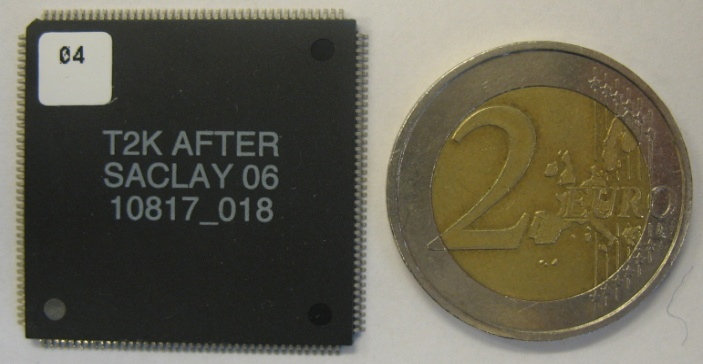 04
T2K AFTER
SACLAY 06
10817_018
2 EURO